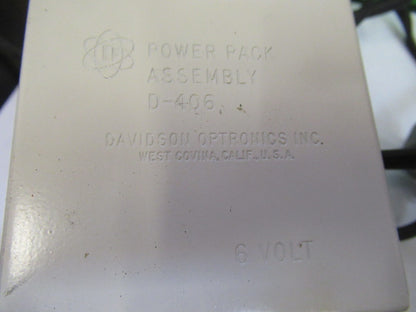 POWER PACK
ASSEMBLY
D-406
DAVIDSON OPTRONICS INC.
WEST COVINA, CALIF., U.S.A.
6 VOLT